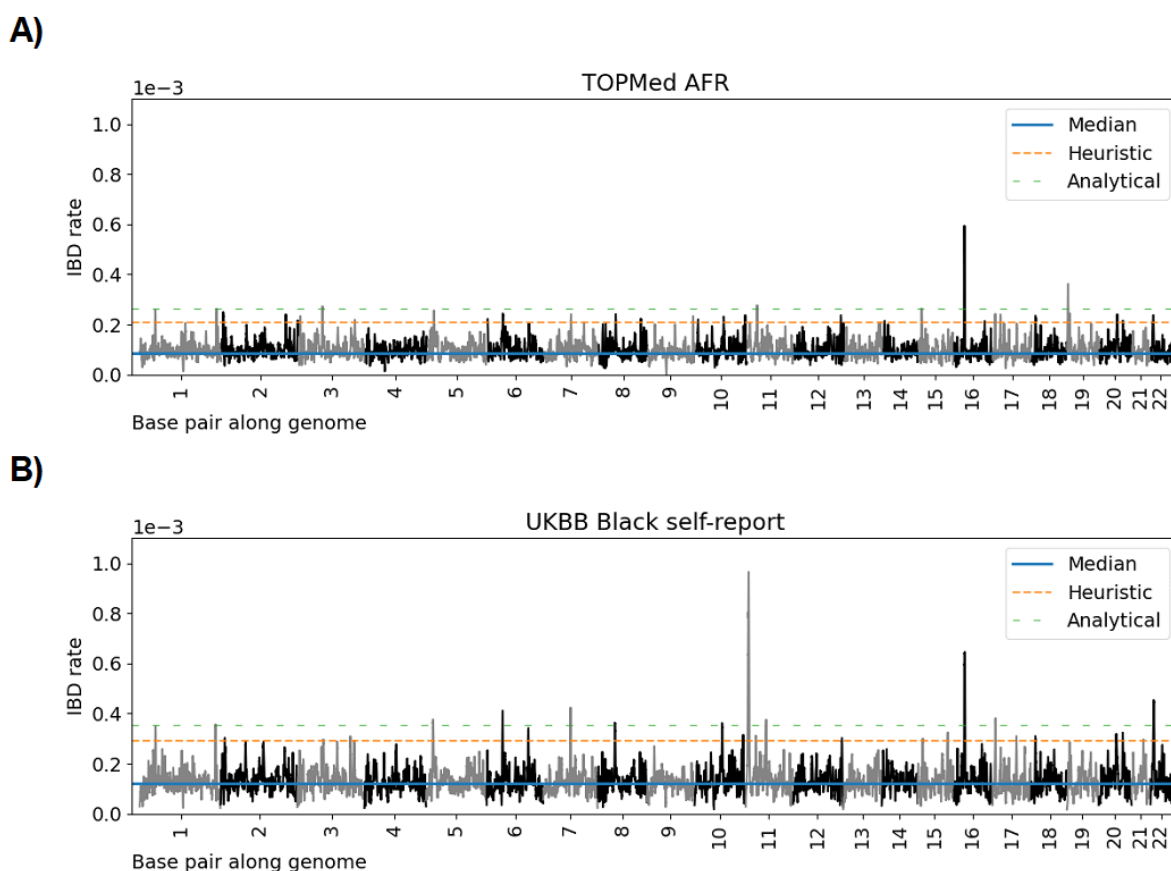 A)
TOPMed AFR
1e−3
Median
Heuristic
Analytical
1.0
0.8
0.6
0.4
0.2
0.0
IBD rate
1 2 3 4 5 6 7 8 9 10 11 12 13 14 15 16 17 18 19 20 21 22
Base pair along genome
B)
UKBB Black self-report
1e−3
Median
Heuristic
Analytical
1.0
0.8
0.6
0.4
0.2
0.0
IBD rate
1 2 3 4 5 6 7 8 9 10 11 12 13 14 15 16 17 18 19 20 21 22
Base pair along genome